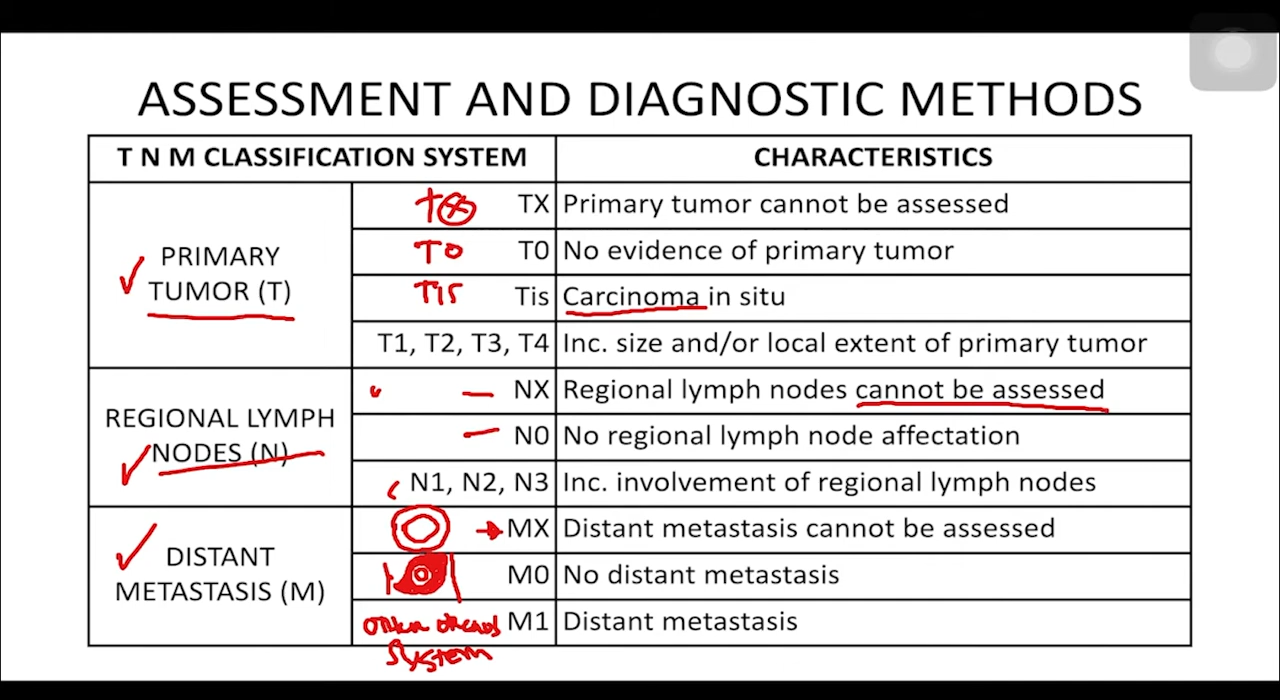 ASSESSMENT AND DIAGNOSTIC METHODS
T N M CLASSIFICATION SYSTEM CHARACTERISTICS
PRIMARY
TUMOR (T)
T X TX Primary tumor cannot be assessed
TO T0 No evidence of primary tumor
TIS Tis Carcinoma in situ
T1, T2, T3, T4 Inc. size and/or local extent of primary tumor
REGIONAL LYMPH
NODES (N)
NX Regional lymph nodes cannot be assessed
N0 No regional lymph node affectation
N1, N2, N3 Inc. involvement of regional lymph nodes
DISTANT
METASTASIS (M)
MX Distant metastasis cannot be assessed
M0 No distant metastasis
other M1 Distant metastasis
system